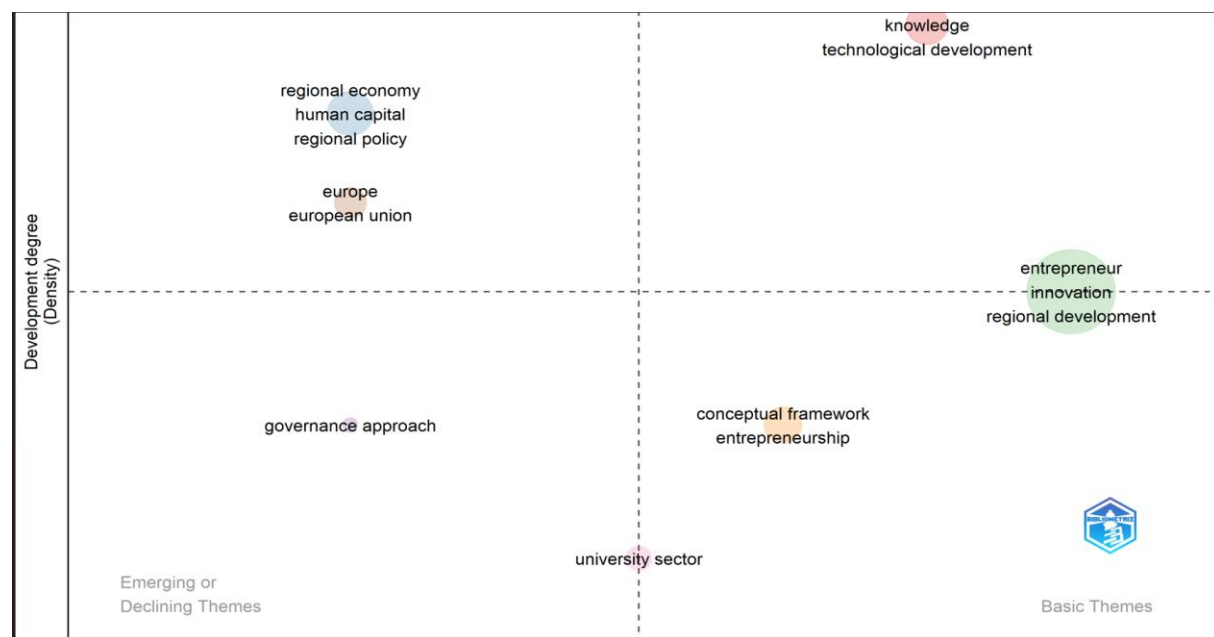 knowledge
technological development
regional economy
human capital
regional policy
europe
european union
Development degree
(Density)
entrepreneur
innovation
regional development
conceptual framework
entrepreneurship
governance approach
BIBLIOMETRIX
university sector
Emerging or
Declining Themes
Basic Themes